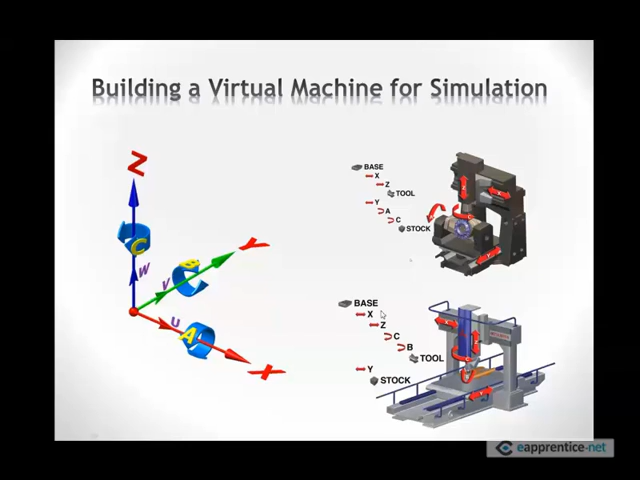 Building a Virtual Machine for Simulation
Z
C
W
Y
B
V
U
A
X
BASE
X
Z
TOOL
Y
A
C
STOCK
BASE
X
Z
C
B
TOOL
Y
STOCK
eapprentice.net